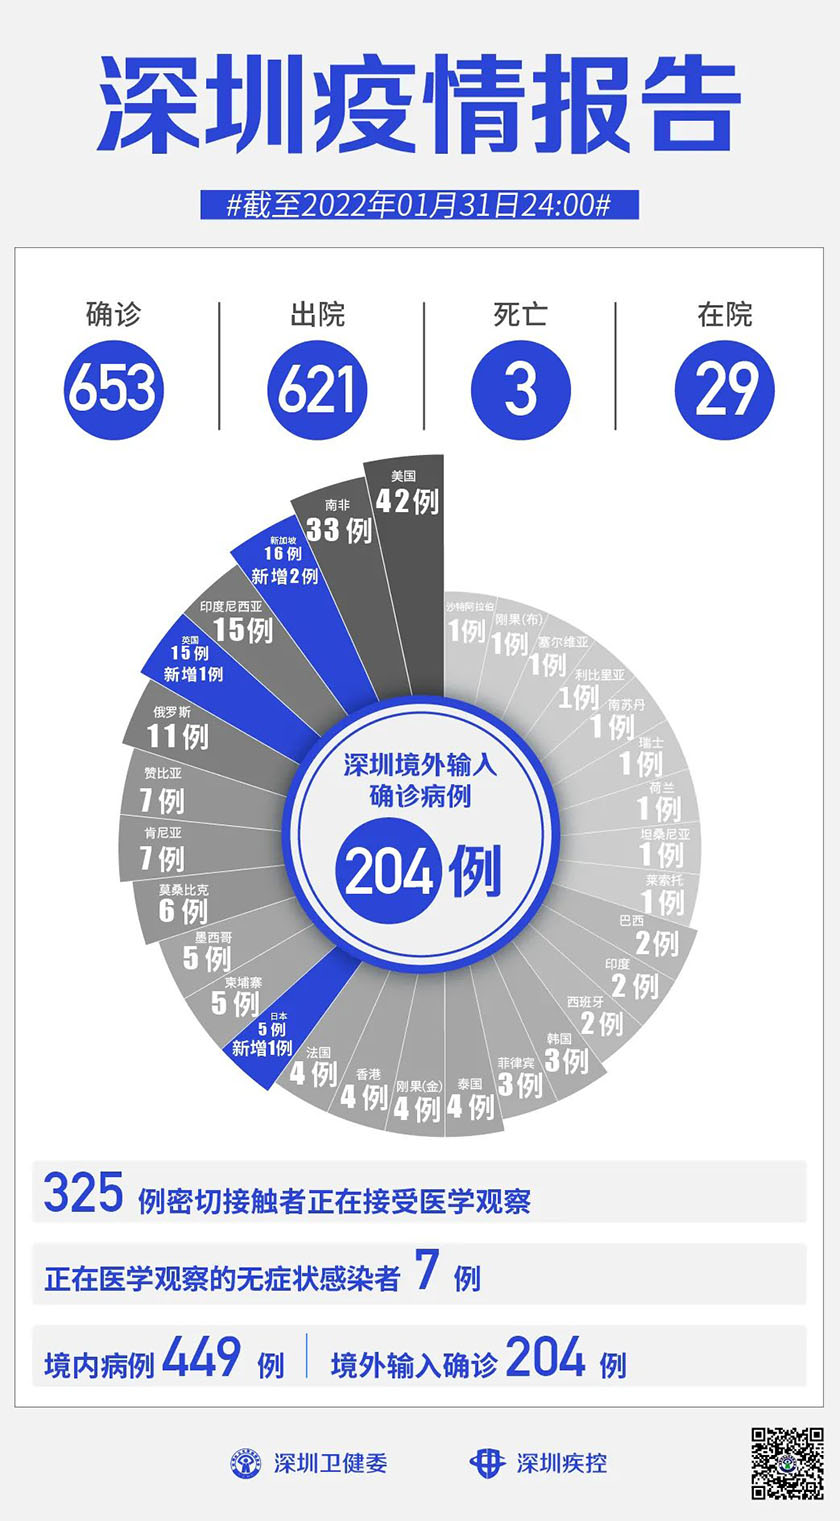 深圳疫情报告
#截至2022年01月31日24:00#
确诊
653
出院
621
死亡
3
在院
29
美国
42例
南非
33例
新加坡
16例
新增2例
印度尼西亚
15例
英国
15例
新增1例
俄罗斯
11例
赞比亚
7例
肯尼亚
7例
莫桑比克
6例
墨西哥
5例
柬埔寨
5例
日本
5例
新增1例
法国
4例
香港
4例
刚果(金)
4例
泰国
4例
菲律宾
3例
韩国
3例
西班牙
2例
印度
2例
巴西
2例
莱索托
1例
坦桑尼亚
1例
荷兰
1例
瑞士
1例
南苏丹
1例
利比里亚
1例
塞尔维亚
1例
刚果(布)
1例
沙特阿拉伯
1例
深圳境外输入
确诊病例
204例
325 例密切接触者正在接受医学观察
正在医学观察的无症状感染者 7 例
境内病例 449 例
境外输入确诊 204 例
深圳卫健委
深圳疾控